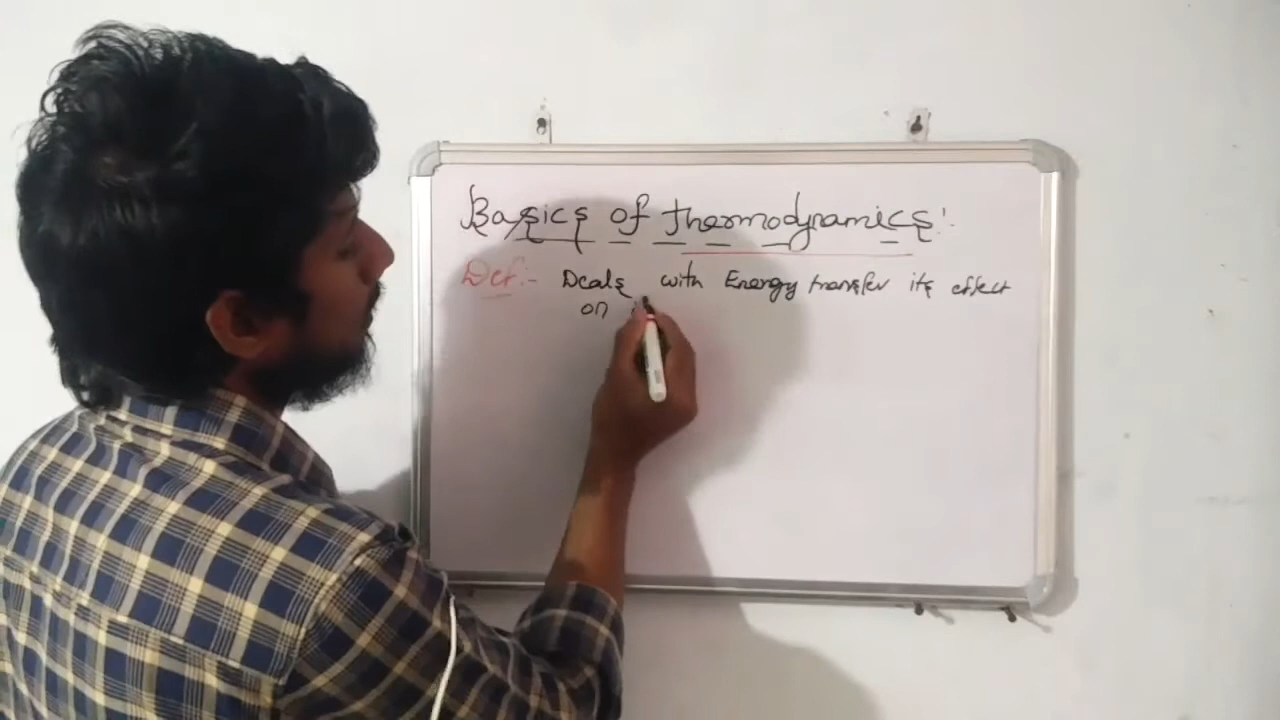 Basics of thermodynamics:-
Def:- Deals with Energy transfer its effect
on